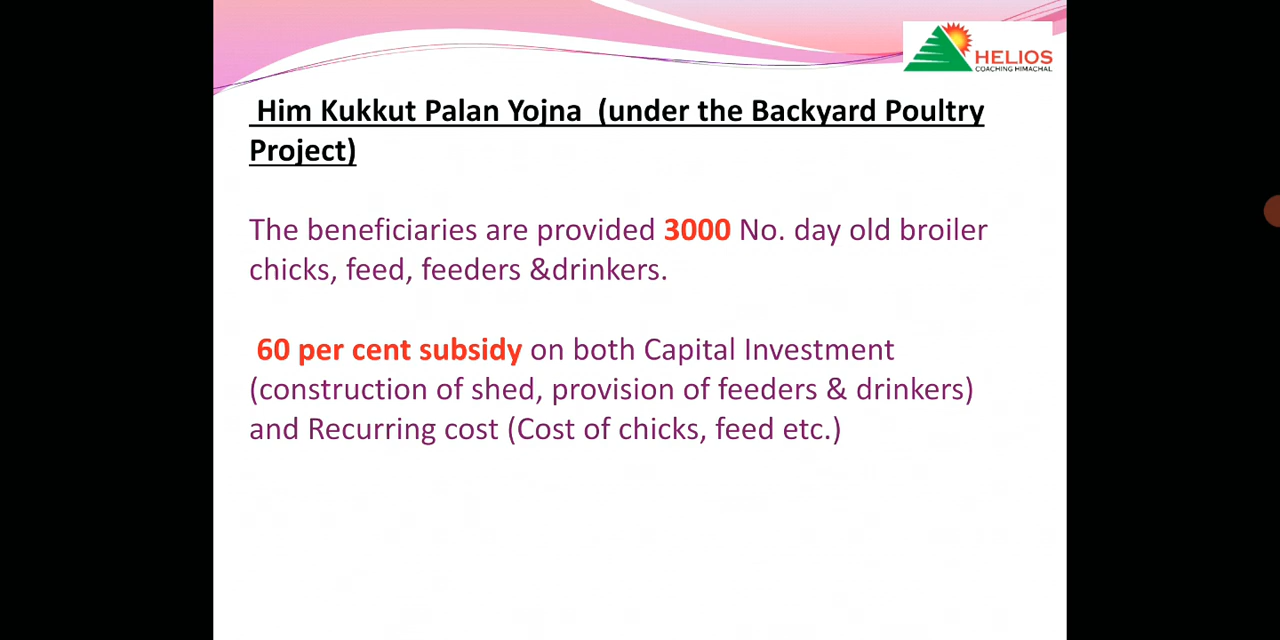 HELIOS
COACHING HIMACHAL
Him Kukkut Palan Yojna (under the Backyard Poultry
Project)
The beneficiaries are provided 3000 No. day old broiler
chicks, feed, feeders &drinkers.
60 per cent subsidy on both Capital Investment
(construction of shed, provision of feeders & drinkers)
and Recurring cost (Cost of chicks, feed etc.)